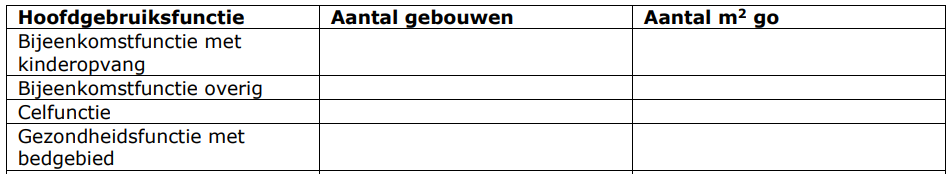 Hoofdgebruiksfunctie Aantal gebouwen Aantal m² go
Bijeenkomstfunctie met
kinderopvang
Bijeenkomstfunctie overig
Celfunctie
Gezondheidsfunctie met
bedgebied